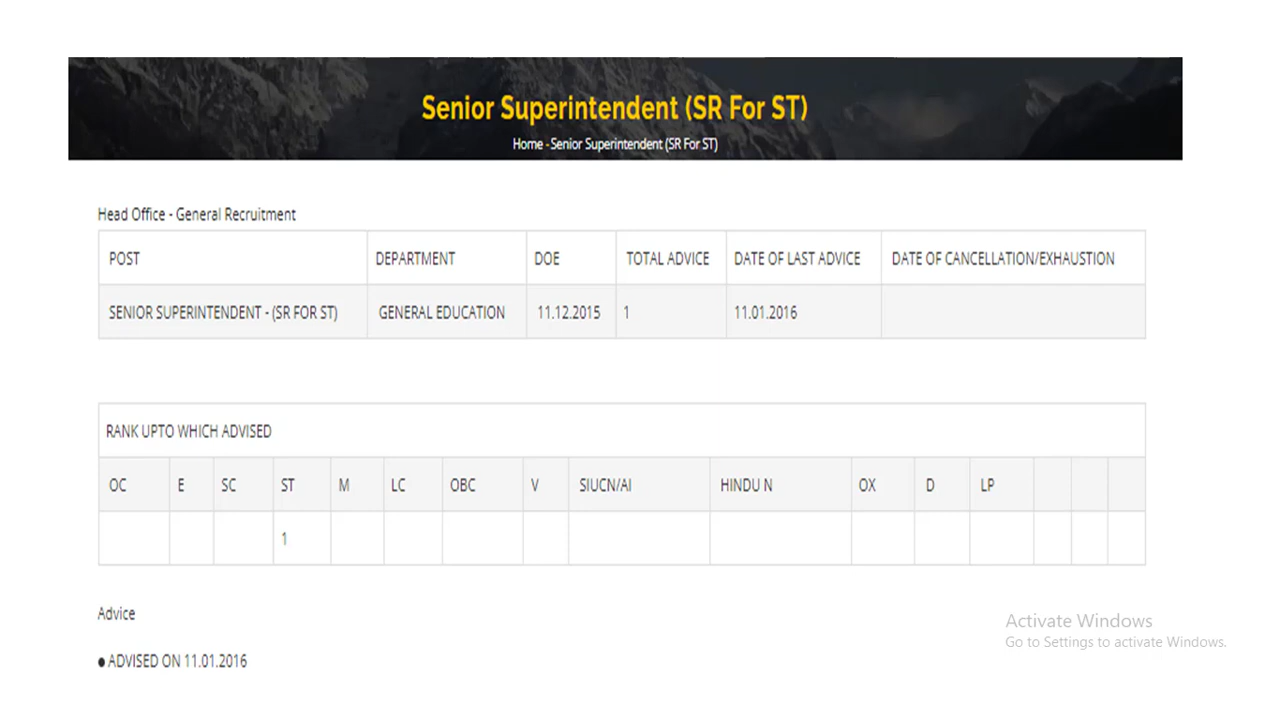 Senior Superintendent (SR For ST)
Home - Senior Superintendent (SR For ST)
Head Office - General Recruitment
POST DEPARTMENT DOE TOTAL ADVICE DATE OF LAST ADVICE DATE OF CANCELLATION/EXHAUSTION
SENIOR SUPERINTENDENT - (SR FOR ST) GENERAL EDUCATION 11.12.2015 1 11.01.2016
RANK UPTO WHICH ADVISED
OC E SC ST M LC OBC V SIUCN/AI HINDU N OX D LP
1
Advice
● ADVISED ON 11.01.2016
Activate Windows
Go to Settings to activate Windows.